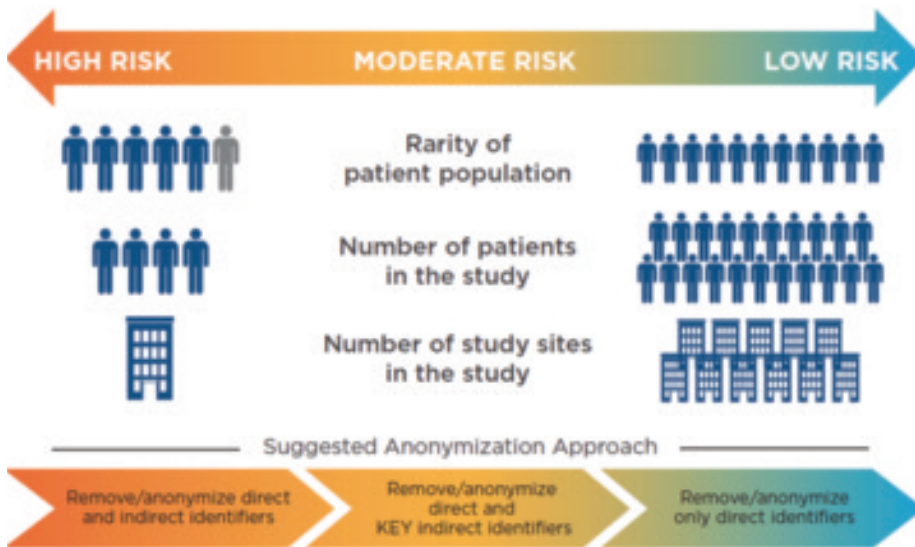 HIGH RISK
MODERATE RISK
LOW RISK
Rarity of
patient population
Number of patients
in the study
Number of study sites
in the study
Suggested Anonymization Approach
Remove/anonymize direct
and indirect identifiers
Remove/anonymize
direct and
KEY indirect identifiers
Remove/anonymize
only direct identifiers